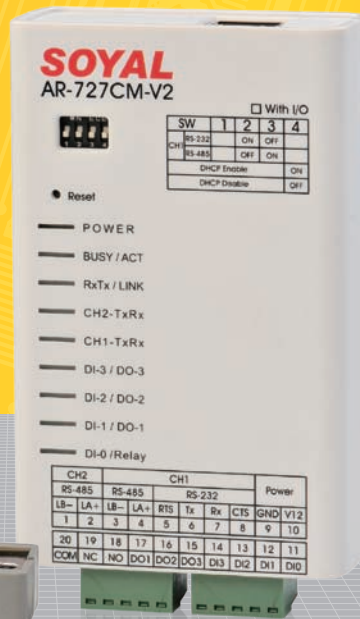 SOYAL
AR-727CM-V2
With I/O
SW 1 2 3 4
CH1 RS-232 ON OFF
RS-485 OFF ON
DHCP Enable ON
DHCP Disable OFF
Reset
POWER
BUSY / ACT
RxTx / LINK
CH2-TxRx
CH1-TxRx
DI-3 / DO-3
DI-2 / DO-2
DI-1 / DO-1
DI-0 /Relay
CH2 CH1 Power
RS-485 RS-485 RS-232
LB- LA+ LB- LA+ RTS Tx Rx CTS GND V12
1 2 3 4 5 6 7 8 9 10
20 19 18 17 16 15 14 13 12 11
COM NC NO DO1 DO2 DO3 DI3 DI2 DI1 DI0